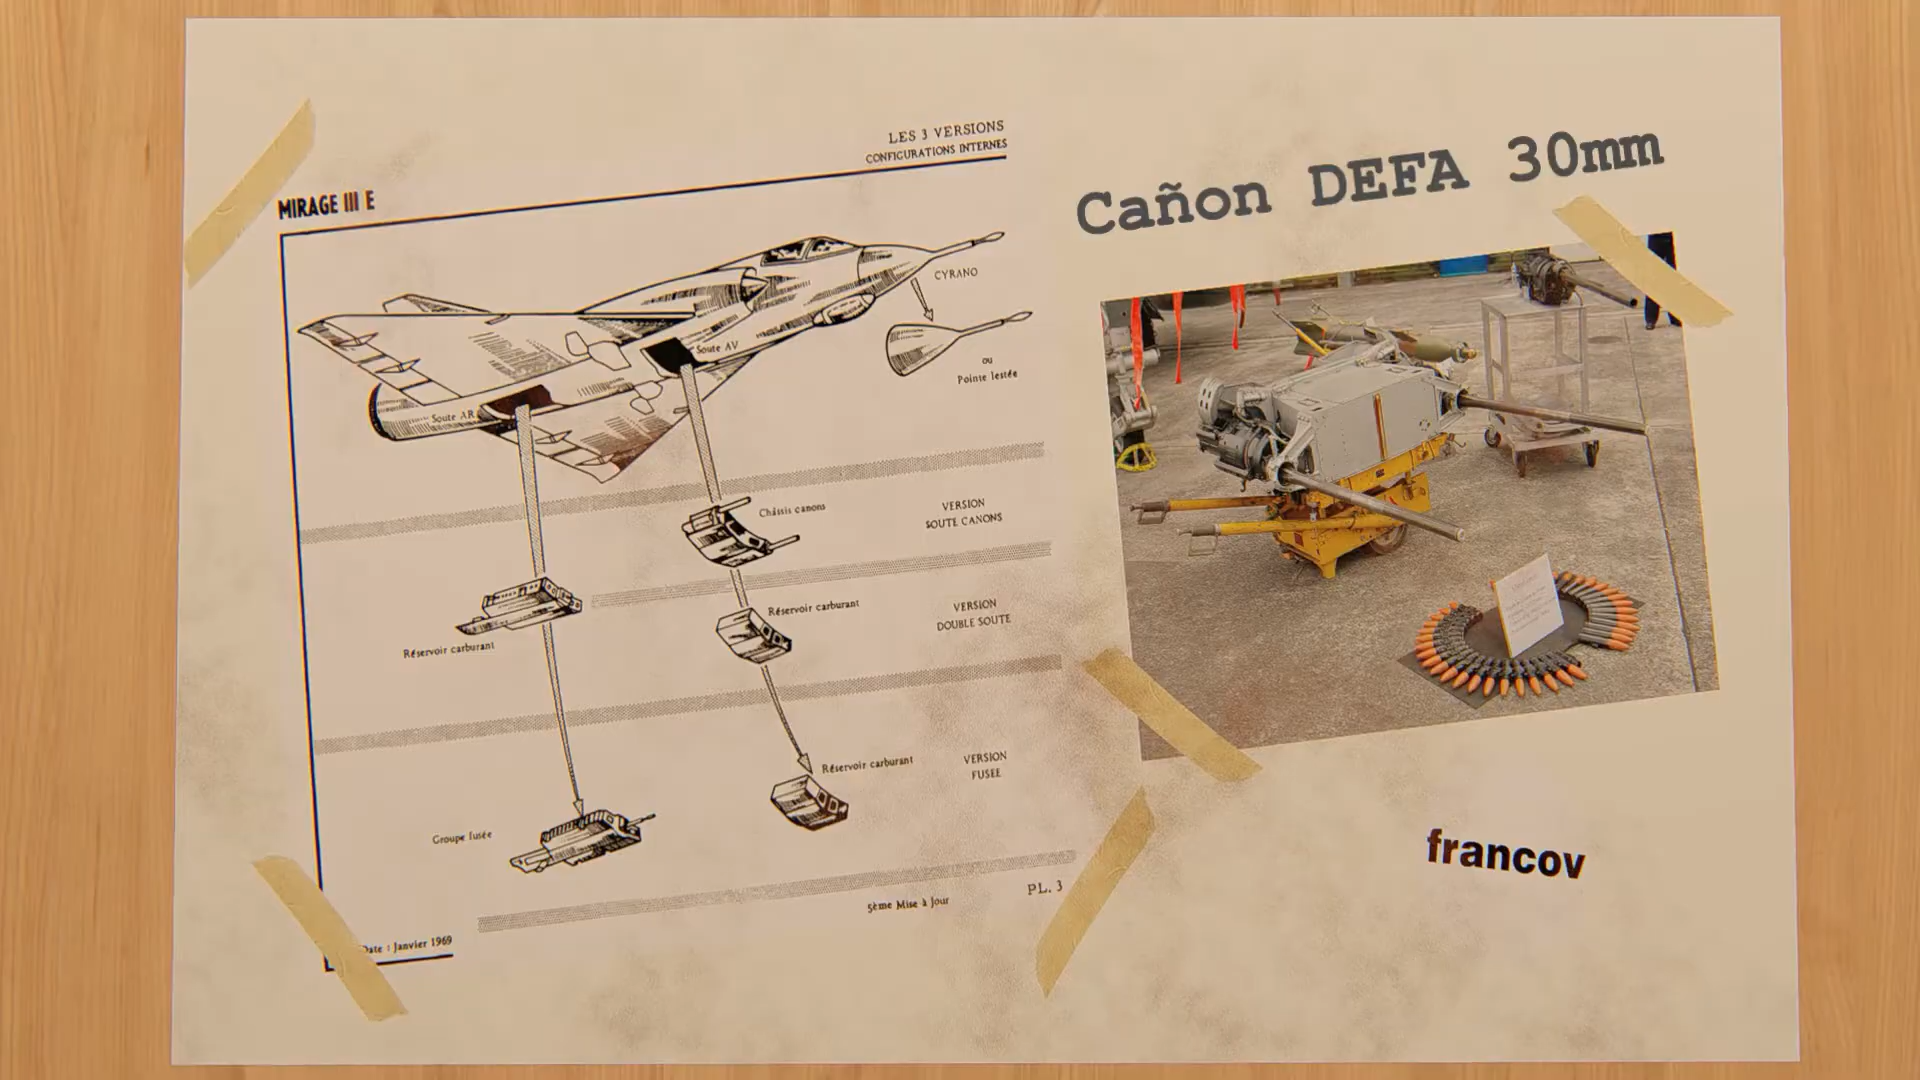 LES 3 VERSIONS
CONFIGURATIONS INTERNES
MIRAGE III E
CYRANO
ou
Pointe lestée
Soute AV
Soute AR
Châssis canons
VERSION
SOUTE CANONS
Réservoir carburant
VERSION
DOUBLE SOUTE
Réservoir carburant
Réservoir carburant
VERSION
FUSEE
Groupe fusée
PL. 3
5ème Mise à Jour
Date : Janvier 1969
Cañon DEFA 30mm
francov